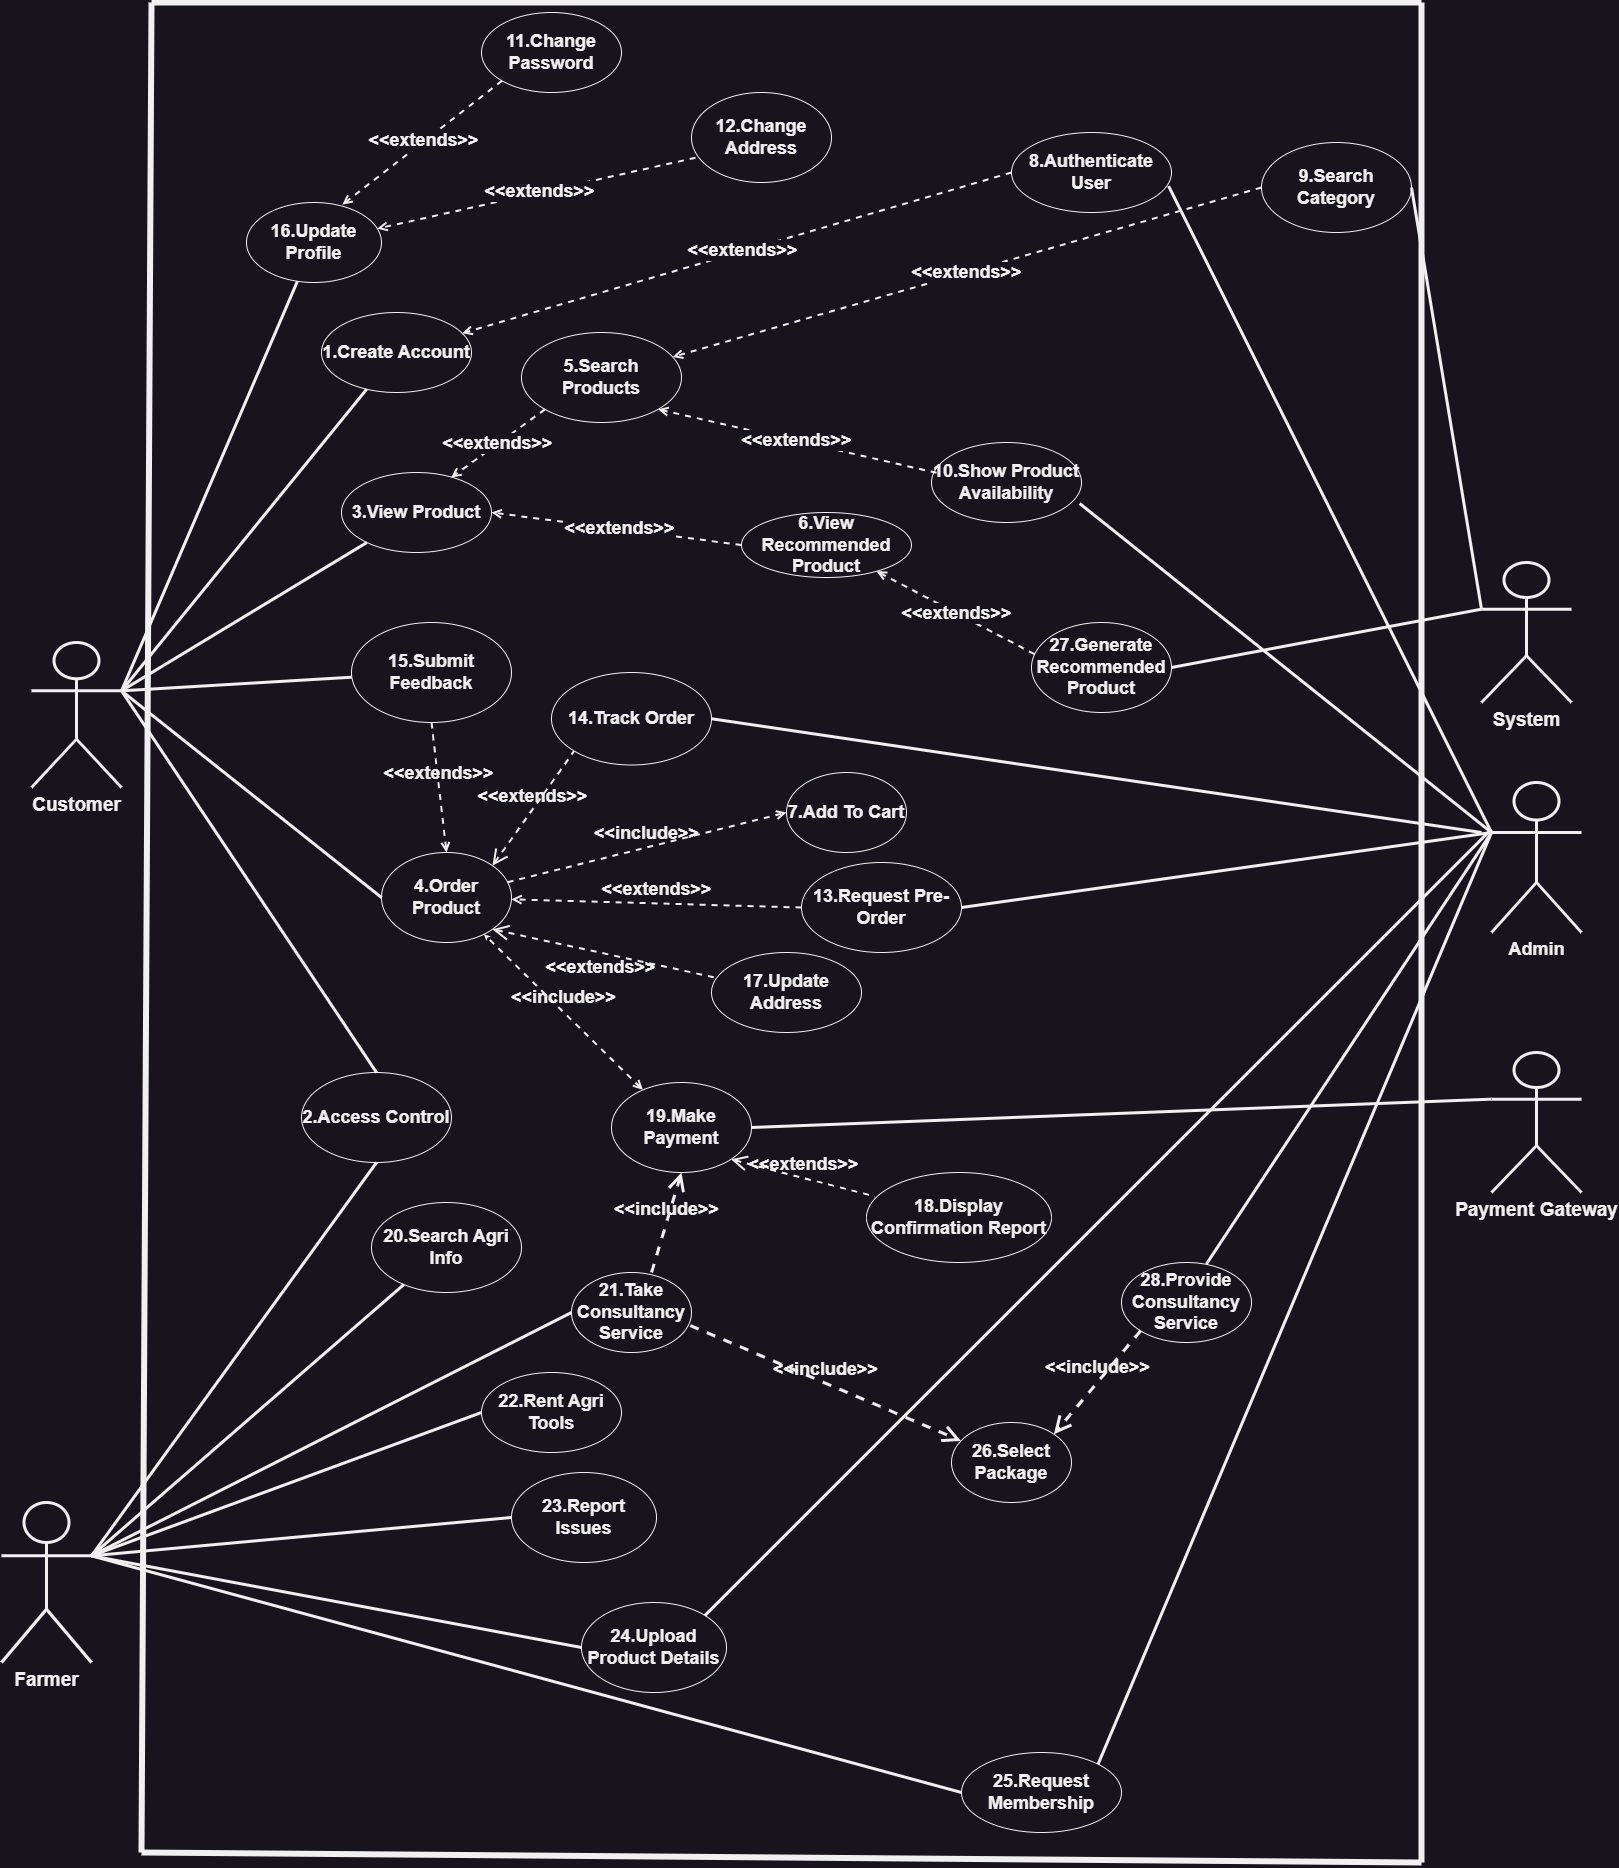 11.Change
Password
<<extends>>
12.Change
Address
<<extends>>
8.Authenticate
User
9.Search
Category
16.Update
Profile
<<extends>>
<<extends>>
1.Create Account
5.Search
Products
<<extends>>
<<extends>>
10.Show Product
Availability
3.View Product
<<extends>>
6.View
Recommended
Product
<<extends>>
27.Generate
Recommended
Product
15.Submit
Feedback
14.Track Order
System
<<extends>>
<<extends>>
Customer
7.Add To Cart
<<include>>
4.Order
Product
<<extends>>
13.Request Pre-
Order
Admin
<<extends>>
17.Update
Address
<<include>>
2.Access Control
19.Make
Payment
<<extends>>
18.Display
Confirmation Report
Payment Gateway
<<include>>
20.Search Agri
Info
21.Take
Consultancy
Service
28.Provide
Consultancy
Service
<<include>>
<<include>>
22.Rent Agri
Tools
26.Select
Package
23.Report
Issues
24.Upload
Product Details
Farmer
25.Request
Membership